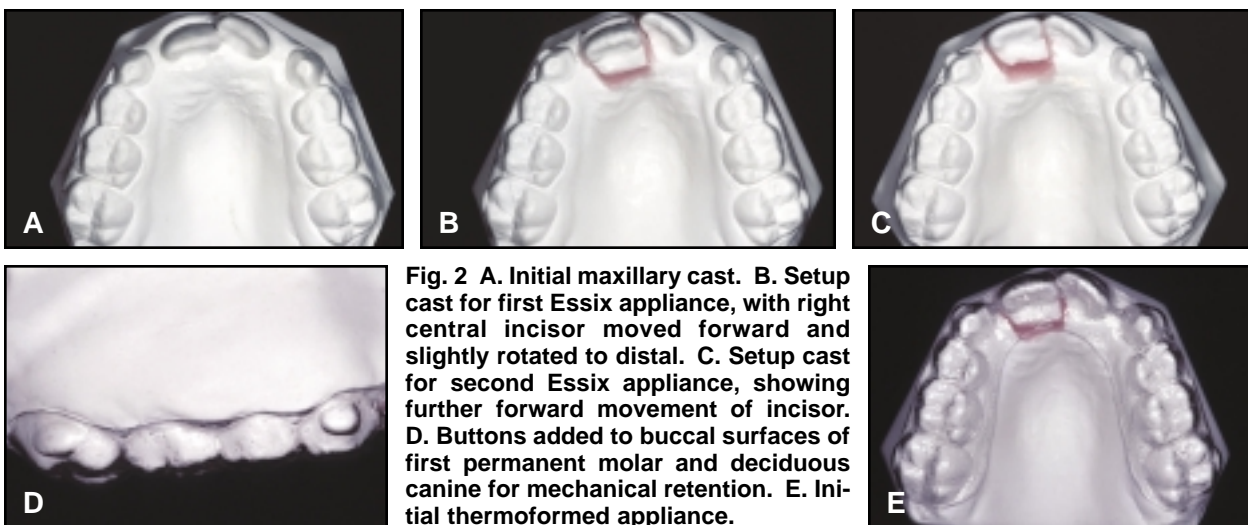 A
B
C
D
Fig. 2 A. Initial maxillary cast. B. Setup
cast for first Essix appliance, with right
central incisor moved forward and
slightly rotated to distal. C. Setup cast
for second Essix appliance, showing
further forward movement of incisor.
D. Buttons added to buccal surfaces of
first permanent molar and deciduous
canine for mechanical retention. E. Ini-
tial thermoformed appliance.
E